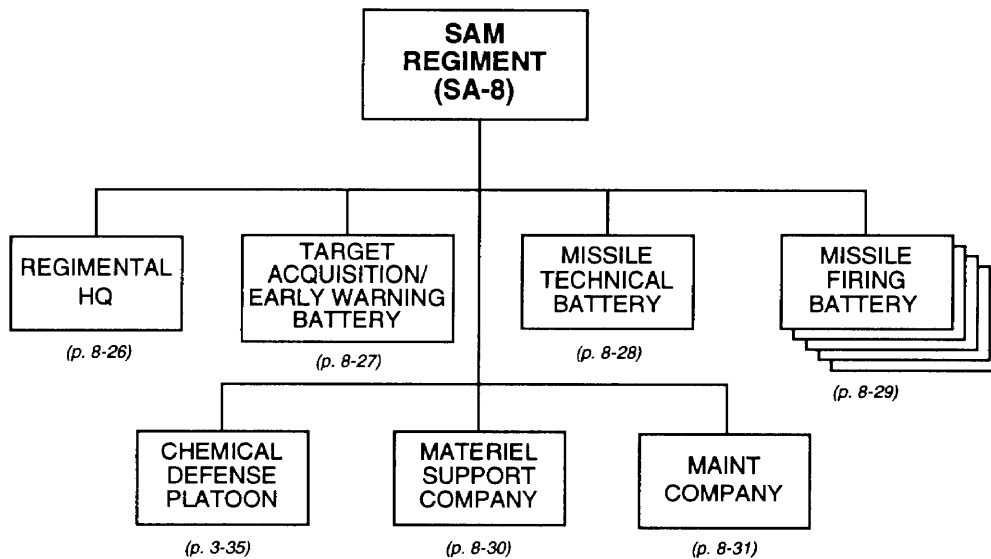 SAM
REGIMENT
(SA-8)
REGIMENTAL
HQ
(p. 8-26)
TARGET
ACQUISITION/
EARLY WARNING
BATTERY
(p. 8-27)
MISSILE
TECHNICAL
BATTERY
(p. 8-28)
MISSILE
FIRING
BATTERY
(p. 8-29)
CHEMICAL
DEFENSE
PLATOON
(p. 3-35)
MATERIEL
SUPPORT
COMPANY
(p. 8-30)
MAINT
COMPANY
(p. 8-31)